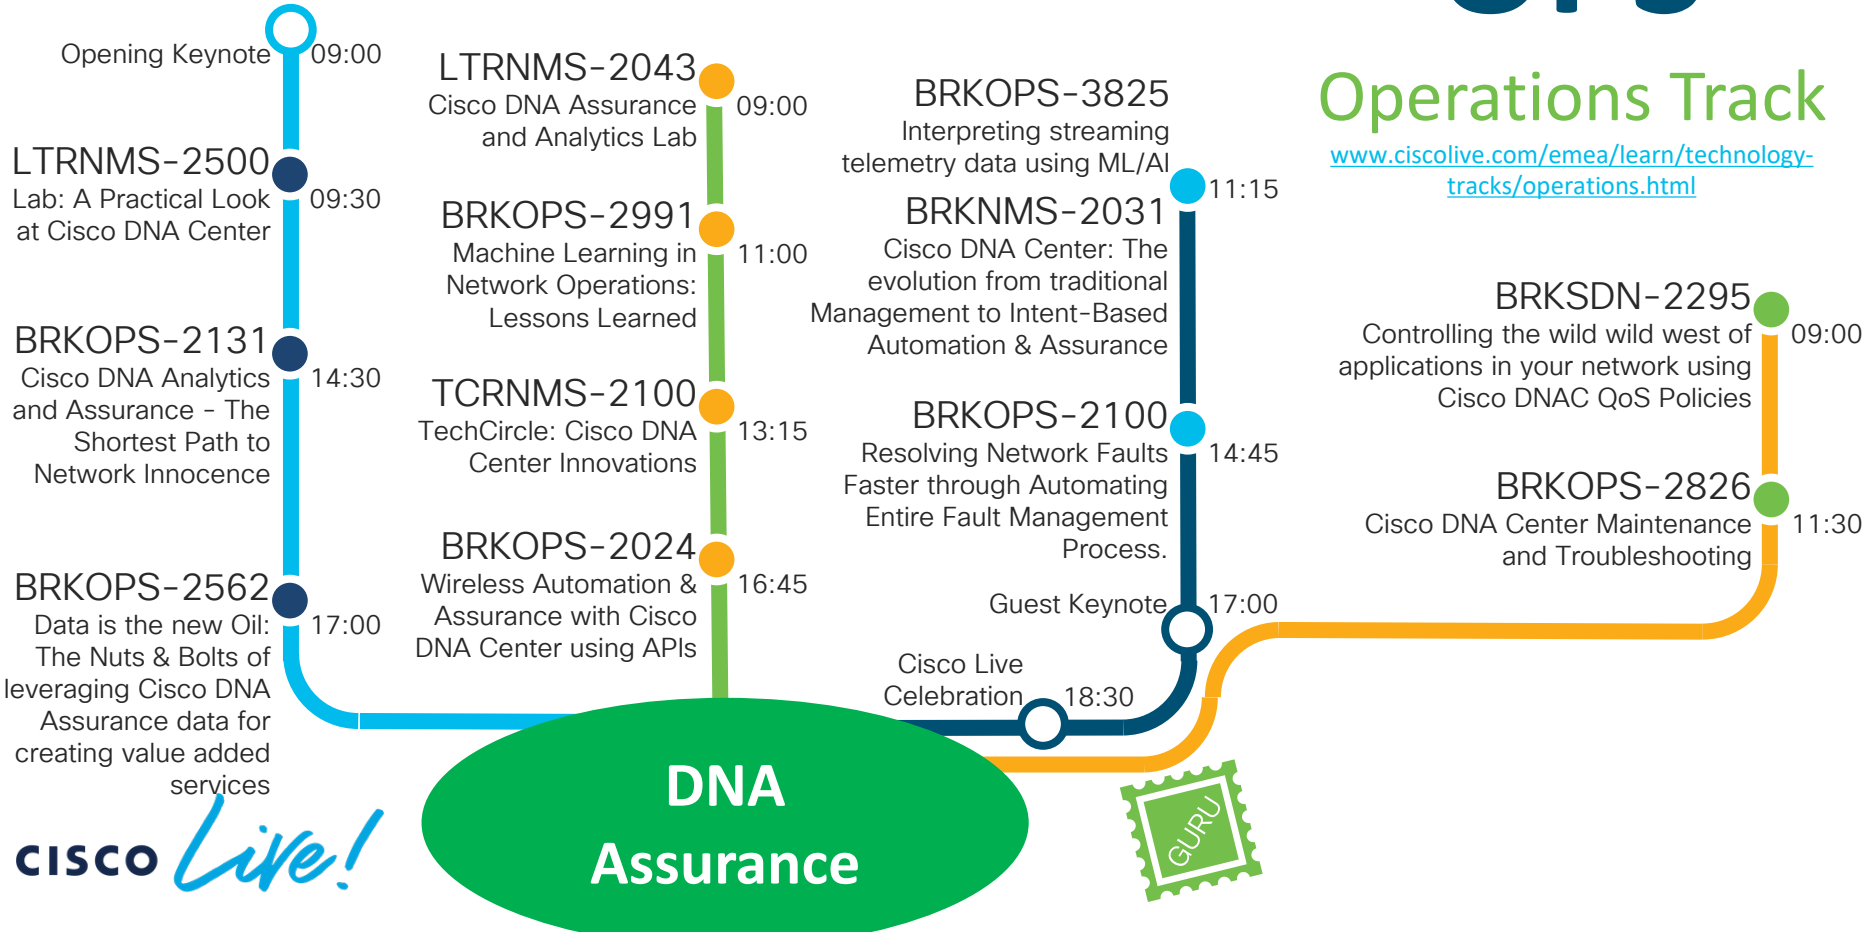 Opening Keynote
09:00
LTRNMS-2500
Lab: A Practical Look
at Cisco DNA Center
09:30
BRKOPS-2131
Cisco DNA Analytics
and Assurance - The
Shortest Path to
Network Innocence
14:30
BRKOPS-2562
Data is the new Oil:
The Nuts & Bolts of
leveraging Cisco DNA
Assurance data for
creating value added
services
17:00
LTRNMS-2043
Cisco DNA Assurance
and Analytics Lab
09:00
BRKOPS-2991
Machine Learning in
Network Operations:
Lessons Learned
11:00
TCRNMS-2100
TechCircle: Cisco DNA
Center Innovations
13:15
BRKOPS-2024
Wireless Automation &
Assurance with Cisco
DNA Center using APIs
16:45
BRKOPS-3825
Interpreting streaming
telemetry data using ML/AI
11:15
BRKNMS-2031
Cisco DNA Center: The
evolution from traditional
Management to Intent-Based
Automation & Assurance
BRKOPS-2100
Resolving Network Faults
Faster through Automating
Entire Fault Management
Process.
14:45
Guest Keynote
17:00
Cisco Live
Celebration
18:30
Operations Track
www.ciscolive.com/emea/learn/technology-
tracks/operations.html
BRKSDN-2295
Controlling the wild wild west of
applications in your network using
Cisco DNAC QoS Policies
09:00
BRKOPS-2826
Cisco DNA Center Maintenance
and Troubleshooting
11:30
DNA
Assurance
GURU
CISCO Live!